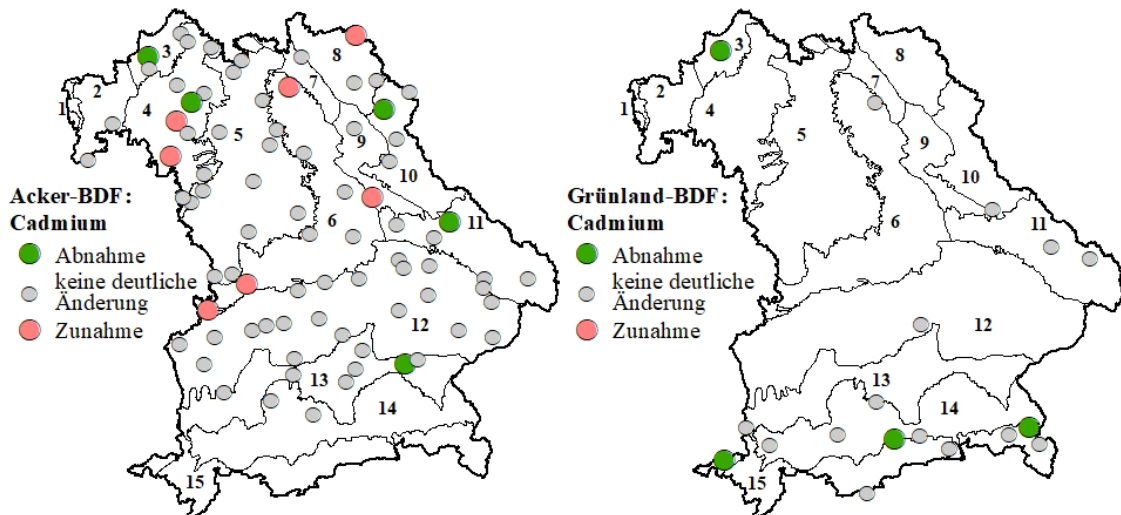 3
8
2
7
1
4
5
9
10
Acker-BDF:
Cadmium
6
11
Abnahme
keine deutliche
Änderung
Zunahme
12
13
14
15
3
8
2
7
1
4
5
9
10
Grünland-BDF:
Cadmium
6
11
Abnahme
keine deutliche
Änderung
Zunahme
12
13
14
15